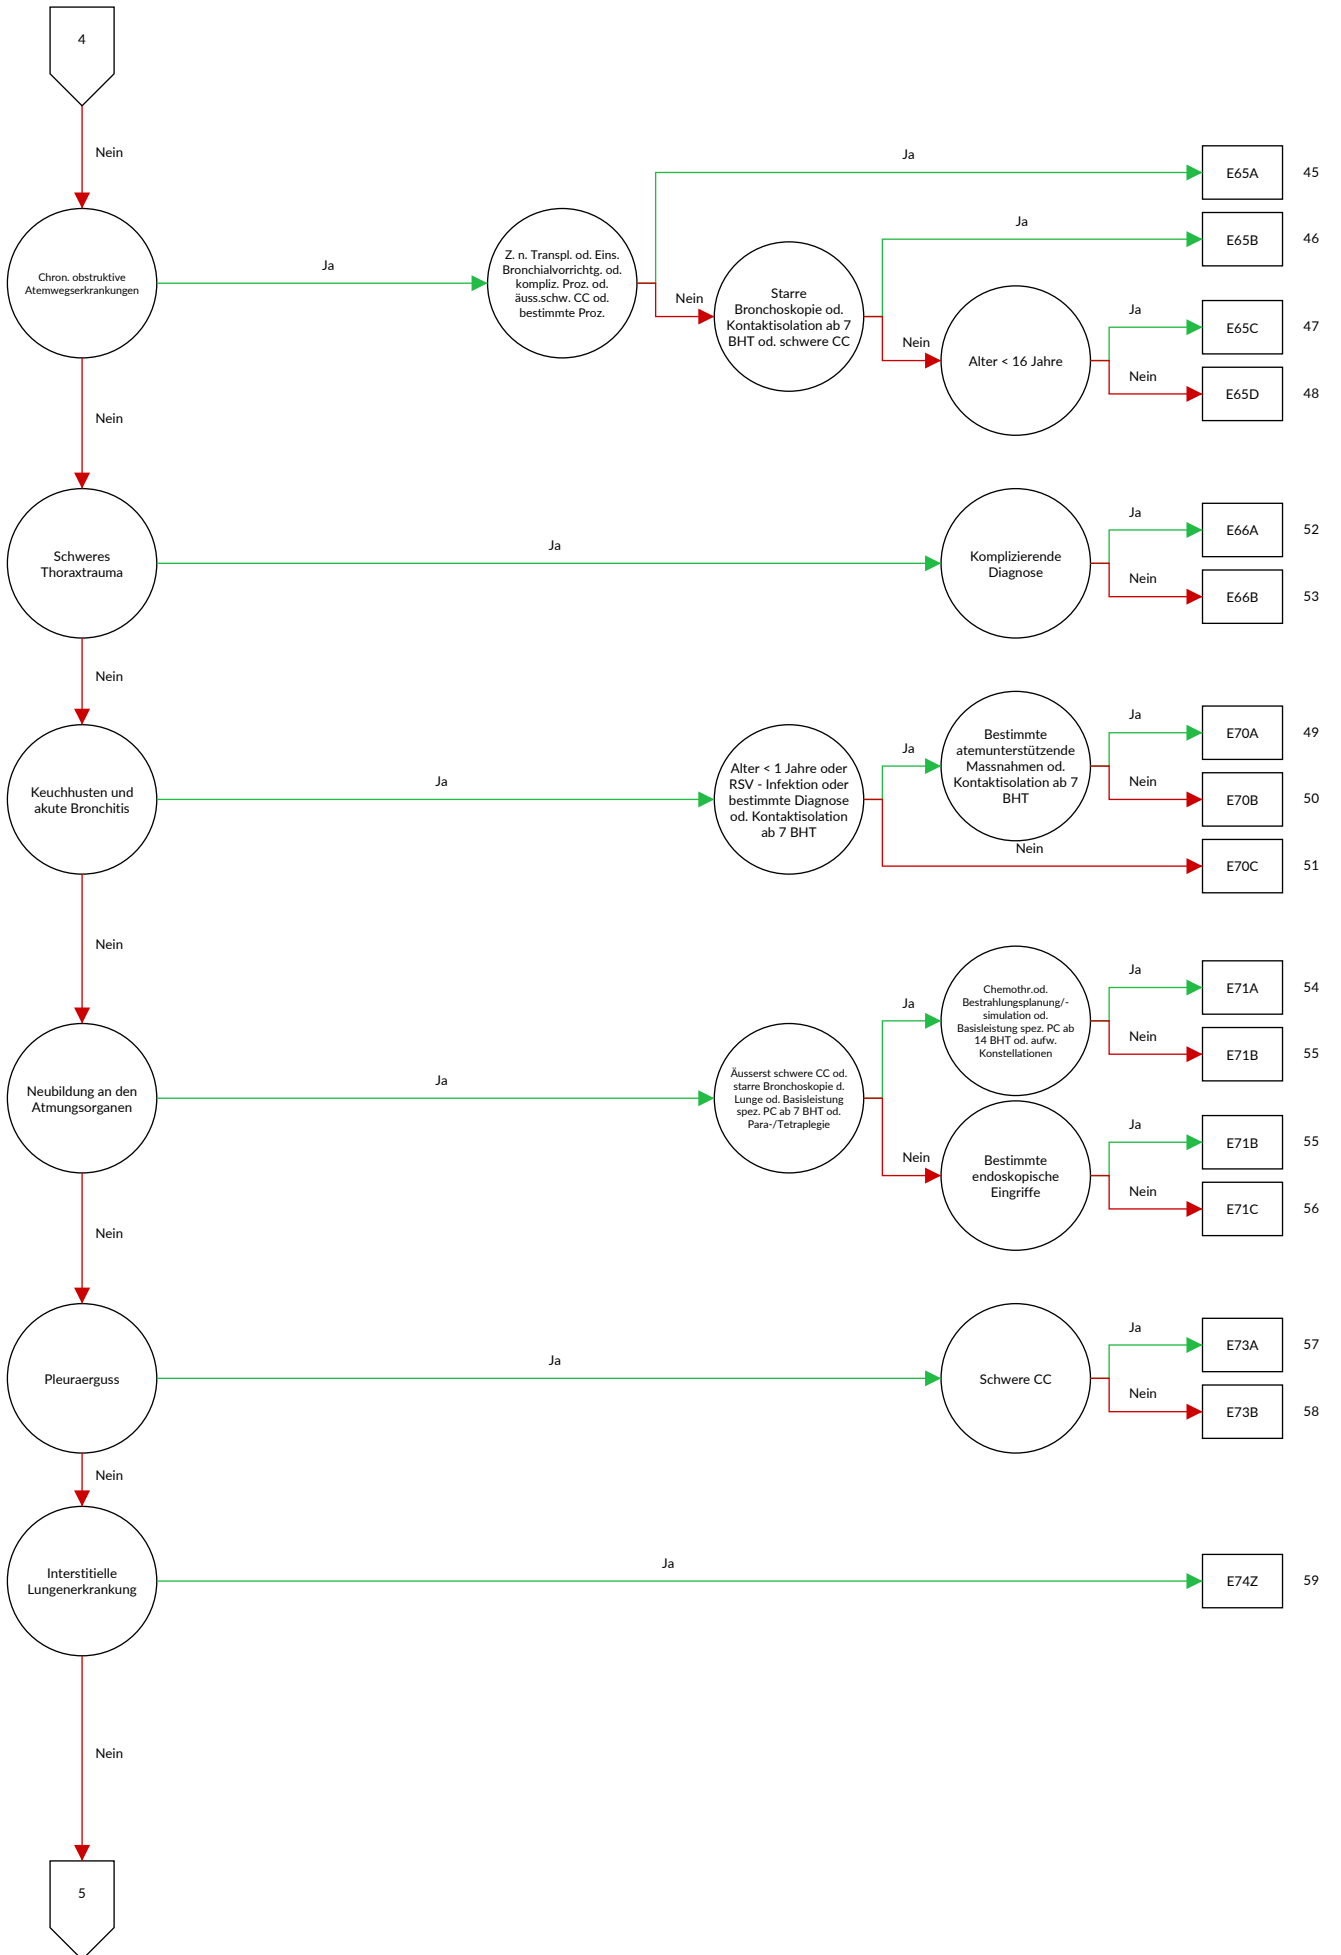 4
Nein
Ja
E65A
45
Ja
E65B
46
Chron. obstruktive
Atemwegserkrankungen
Ja
Z. n. Transpl. od. Eins.
Bronchialvorrichtg. od.
kompliz. Proz. od.
äuss.schw. CC od.
bestimmte Proz.
Nein
Starre
Bronchoskopie od.
Kontaktisolation ab 7
BHT od. schwere CC
Nein
Alter < 16 Jahre
Ja
E65C
47
Nein
E65D
48
Nein
Schweres
Thoraxtrauma
Ja
Komplizierende
Diagnose
Ja
E66A
52
Nein
E66B
53
Nein
Keuchhusten und
akute Bronchitis
Ja
Alter < 1 Jahre oder
RSV - Infektion oder
bestimmte Diagnose
od. Kontaktisolation
ab 7 BHT
Ja
Bestimmte
atemunterstützende
Massnahmen od.
Kontaktisolation ab 7
BHT
Ja
E70A
49
Nein
E70B
50
Nein
E70C
51
Nein
Neubildung an den
Atmungsorganen
Ja
Äusserst schwere CC od.
starre Bronchoskopie d.
Lunge od. Basisleistung
spez. PC ab 7 BHT od.
Para-/Tetraplegie
Ja
Chemothr.od.
Bestrahlungsplanung/-
simulation od.
Basisleistung spez. PC ab
14 BHT od. aufw.
Konstellationen
Ja
E71A
54
Nein
E71B
55
Nein
Bestimmte
endoskopische
Eingriffe
Ja
E71B
55
Nein
E71C
56
Nein
Pleuraerguss
Ja
Schwere CC
Ja
E73A
57
Nein
E73B
58
Nein
Interstitielle
Lungenerkrankung
Ja
E74Z
59
Nein
5